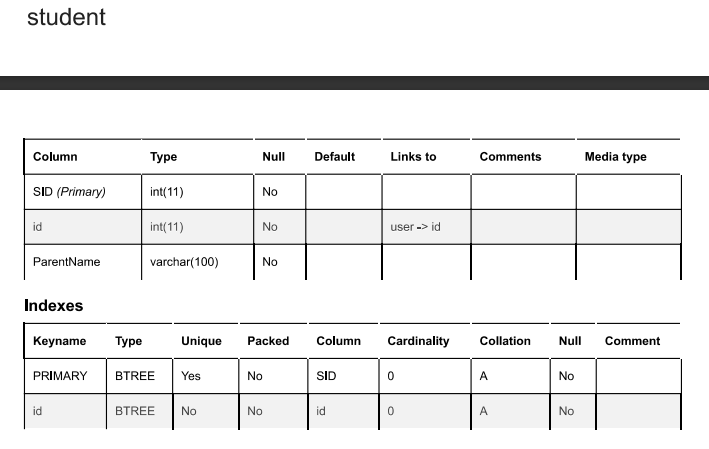 student
Column Type Null Default Links to Comments Media type
SID (Primary) int(11) No
id int(11) No user -> id
ParentName varchar(100) No
Indexes
Keyname Type Unique Packed Column Cardinality Collation Null Comment
PRIMARY BTREE Yes No SID 0 A No
id BTREE No No id 0 A No